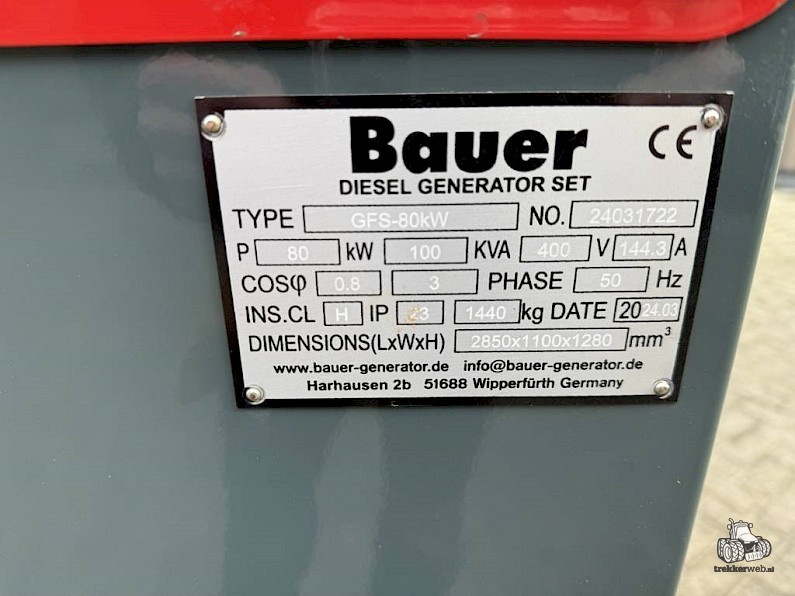 Bauer CE
DIESEL GENERATOR SET
TYPE GFS-80kW NO. 24031722
P 80 kW 100 KVA 400 V 144.3 A
COSφ 0.8 3 PHASE 50 Hz
INS.CL H IP 23 1440 kg DATE 2024.03
DIMENSIONS(LxWxH) 2850x1100x1280 mm³
www.bauer-generator.de info@bauer-generator.de
Harhausen 2b 51688 Wipperfürth Germany
trekkerweb.nl